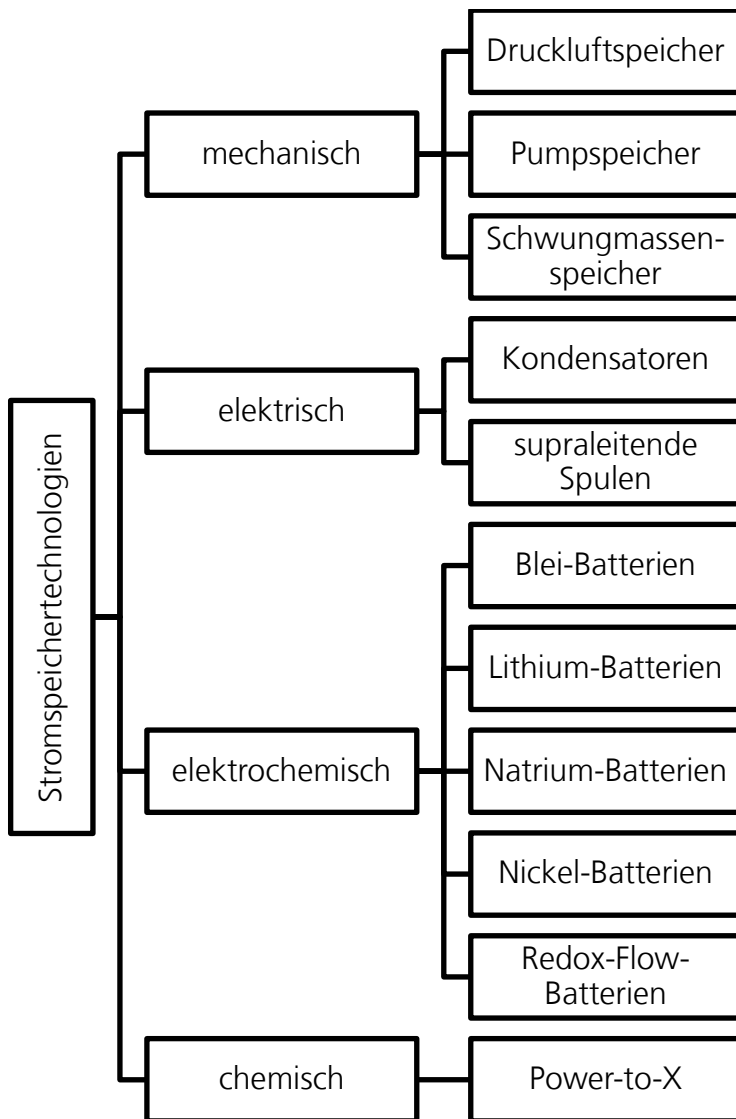 Stromspeichertechnologien
mechanisch
Druckluftspeicher
Pumpspeicher
Schwungmassen-
speicher
elektrisch
Kondensatoren
supraleitende
Spulen
elektrochemisch
Blei-Batterien
Lithium-Batterien
Natrium-Batterien
Nickel-Batterien
Redox-Flow-
Batterien
chemisch
Power-to-X